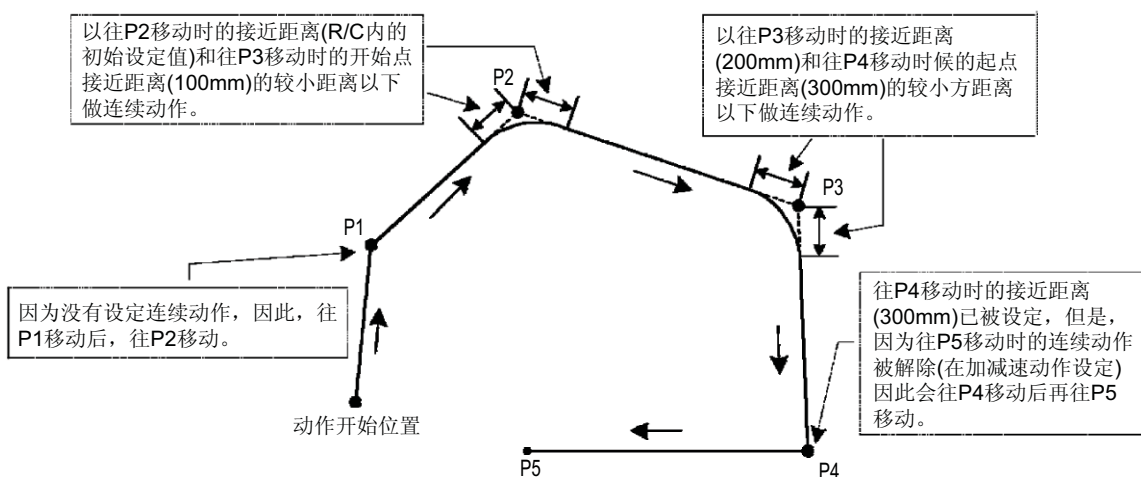 以往P2移动时的接近距离(R/C内的
初始设定值)和往P3移动时的开始点
接近距离(100mm)的较小距离以下
做连续动作。
P2
以往P3移动时的接近距离
(200mm)和往P4移动时候的起点
接近距离(300mm)的较小方距离
以下做连续动作。
P3
P1
因为没有设定连续动作，因此，往
P1移动后，往P2移动。
往P4移动时的接近距离
(300mm)已被设定，但是，
因为往P5移动时的连续动作
被解除(在加减速动作设定)
因此会往P4移动后再往P5
移动。
动作开始位置
P5
P4